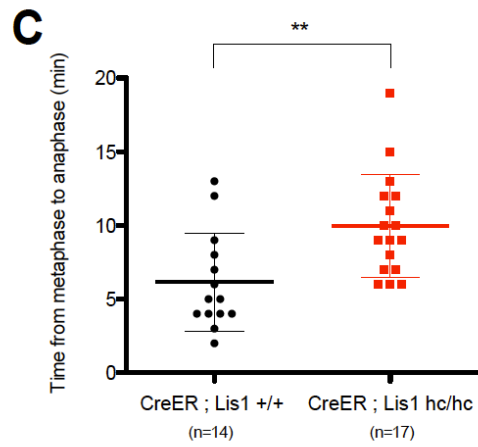 C
**
Time from metaphase to anaphase (min)
20
15
10
5
0
CreER ; Lis1 +/+ CreER ; Lis1 hc/hc
(n=14) (n=17)